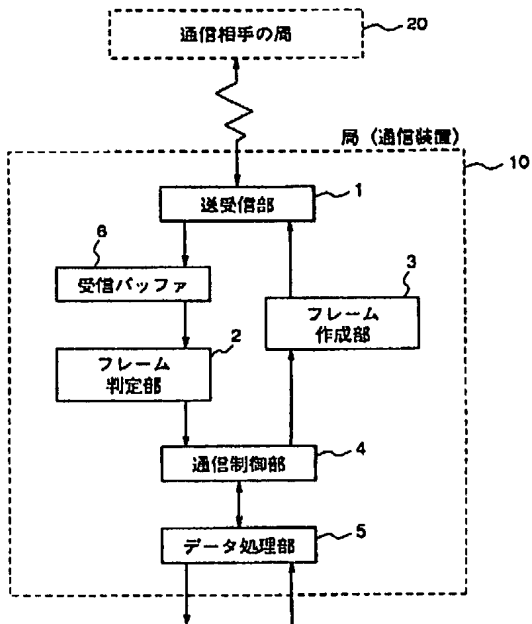 通信相手の局
20
局（通信装置）
10
送受信部
1
6
受信バッファ
3
フレーム
作成部
2
フレーム
判定部
通信制御部
4
データ処理部
5